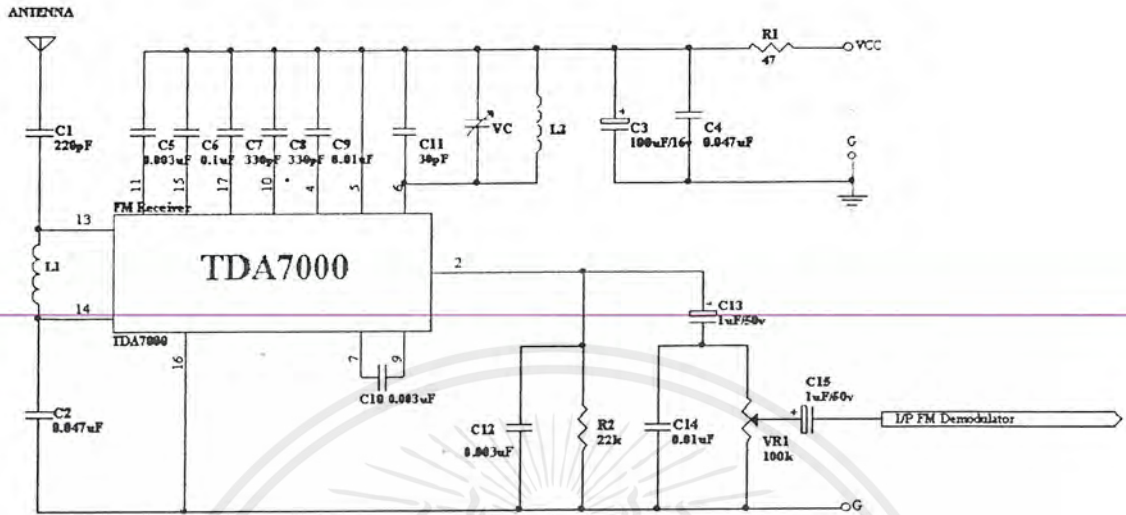 ANTENNA
R1
47
VCC
C1
220pF
C5
0.003uF
C6
0.1uF
C7
330pF
C8
330pF
C9
0.01uF
C11
30pF
VC
L2
C3
100uF/16v
C4
0.047uF
G
11
15
17
10
4
5
6
13
FM Receiver
L1
TDA7000
2
14
TDA7000
C13
1uF/50v
16
7
9
C10 0.003uF
C2
0.047uF
C12
0.003uF
R2
22k
C14
0.01uF
VR1
100k
C15
1uF/50v
I/P FM Demodulator
G